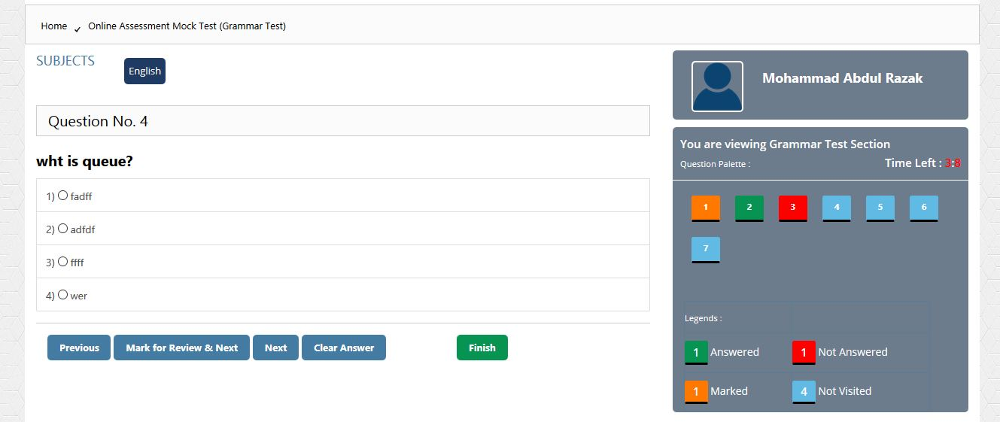 Home Online Assessment Mock Test (Grammar Test)
SUBJECTS
English
Question No. 4
wht is queue?
1) fadff
2) adfdf
3) ffff
4) wer
Previous Mark for Review & Next Next Clear Answer Finish
Mohammad Abdul Razak
You are viewing Grammar Test Section
Question Palette : Time Left : 3:8
1 2 3 4 5 6
7
Legends :
1 Answered 1 Not Answered
1 Marked 4 Not Visited